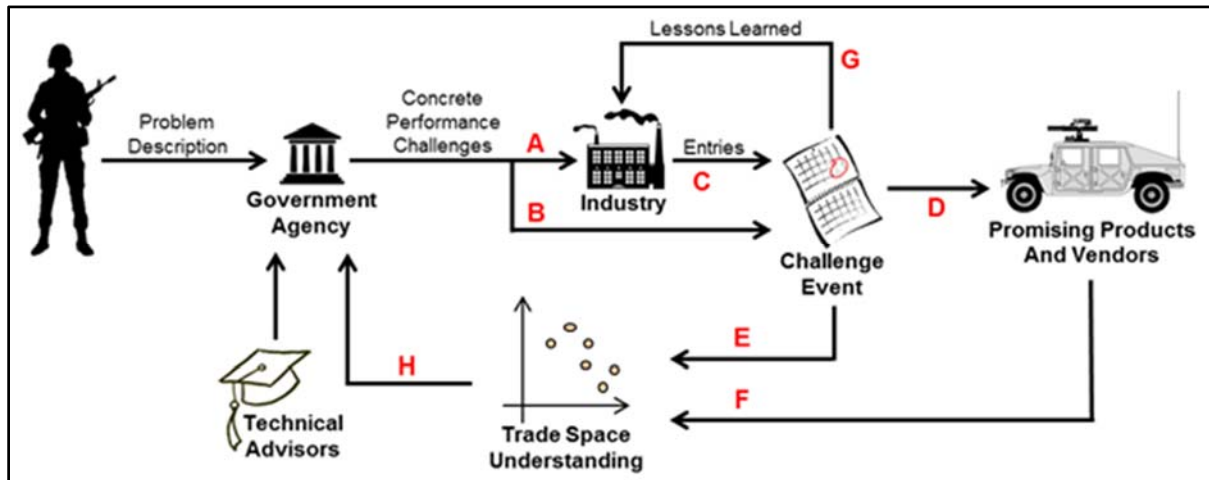 Lessons Learned
G
Problem
Description
Concrete
Performance
Challenges
A
Entries
C
Government
Agency
B
Industry
D
Challenge
Event
Promising Products
And Vendors
E
H
F
Technical
Advisors
Trade Space
Understanding